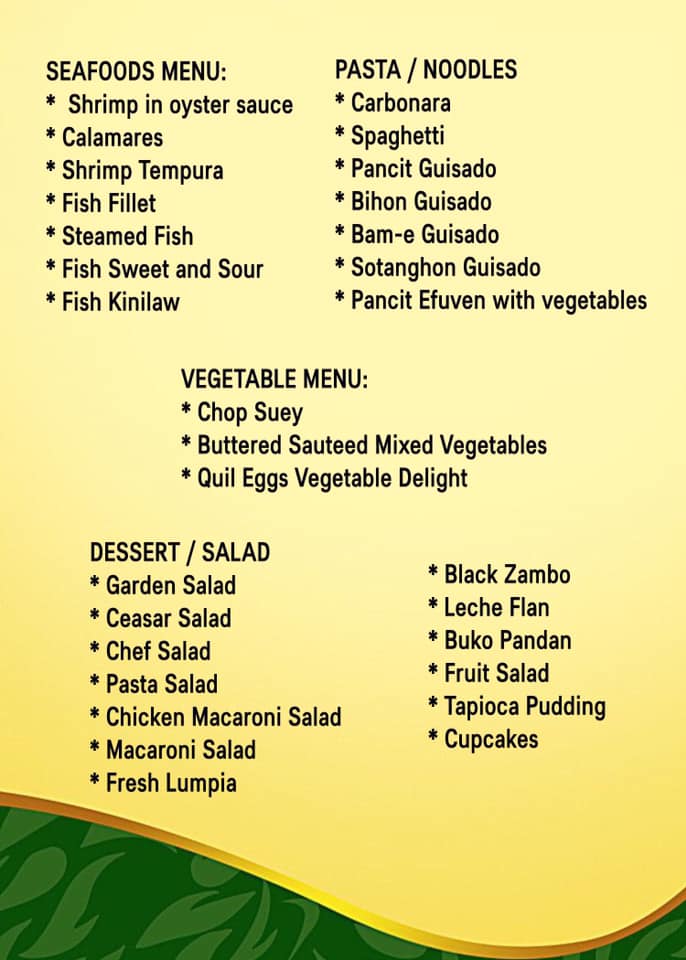 SEAFOODS MENU:
* Shrimp in oyster sauce
* Calamares
* Shrimp Tempura
* Fish Fillet
* Steamed Fish
* Fish Sweet and Sour
* Fish Kinilaw
PASTA / NOODLES
* Carbonara
* Spaghetti
* Pancit Guisado
* Bihon Guisado
* Bam-e Guisado
* Sotanghon Guisado
* Pancit Efuven with vegetables
VEGETABLE MENU:
* Chop Suey
* Buttered Sauteed Mixed Vegetables
* Quil Eggs Vegetable Delight
DESSERT / SALAD
* Garden Salad
* Ceasar Salad
* Chef Salad
* Pasta Salad
* Chicken Macaroni Salad
* Macaroni Salad
* Fresh Lumpia
* Black Zambo
* Leche Flan
* Buko Pandan
* Fruit Salad
* Tapioca Pudding
* Cupcakes